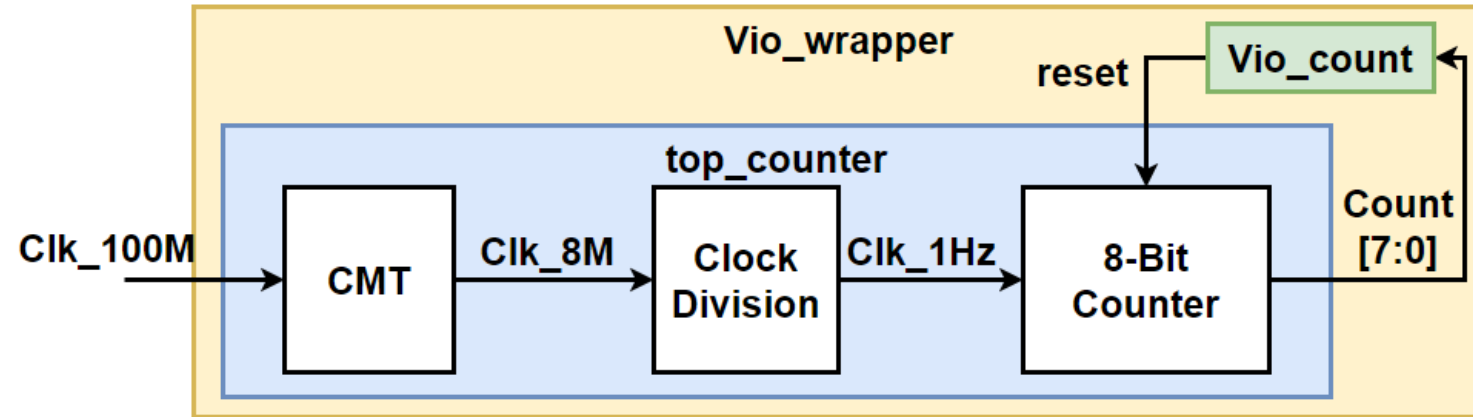 Vio_wrapper
Vio_count
reset
top_counter
Clk_100M
CMT
Clk_8M
Clock
Division
Clk_1Hz
8-Bit
Counter
Count
[7:0]